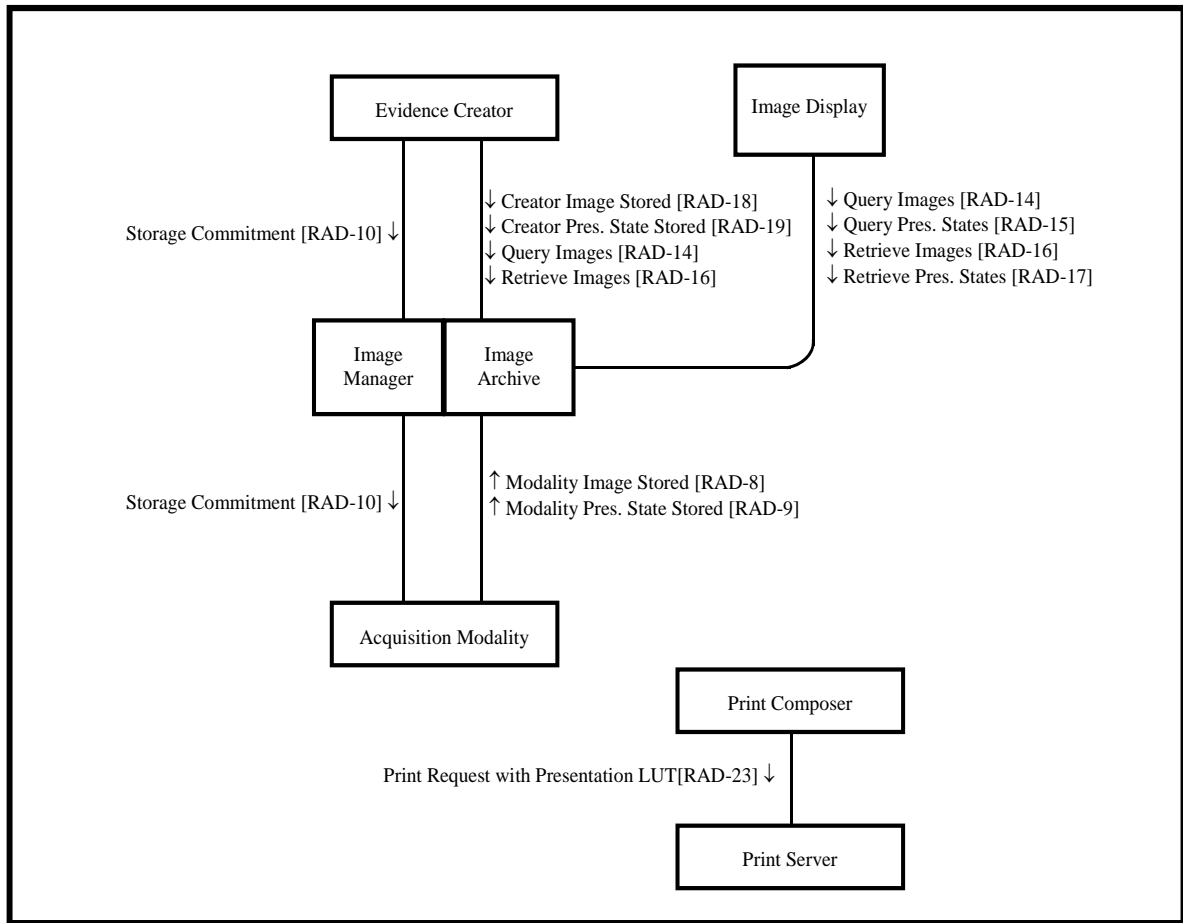 Evidence Creator
Image Display
Storage Commitment [RAD-10] ↓
↓ Creator Image Stored [RAD-18]
↓ Creator Pres. State Stored [RAD-19]
↓ Query Images [RAD-14]
↓ Retrieve Images [RAD-16]
↓ Query Images [RAD-14]
↓ Query Pres. States [RAD-15]
↓ Retrieve Images [RAD-16]
↓ Retrieve Pres. States [RAD-17]
Image
Manager
Image
Archive
Storage Commitment [RAD-10] ↓
↑ Modality Image Stored [RAD-8]
↑ Modality Pres. State Stored [RAD-9]
Acquisition Modality
Print Composer
Print Request with Presentation LUT[RAD-23] ↓
Print Server